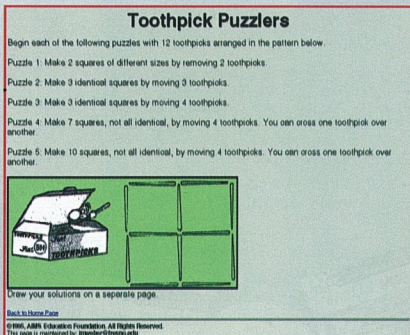 Toothpick Puzzlers
Begin each of the following puzzles with 12 toothpicks arranged in the pattern below.
Puzzle 1: Make 2 squares of different sizes by removing 2 toothpicks.
Puzzle 2: Make 3 identical squares by moving 3 toothpicks.
Puzzle 3: Make 3 identical squares by moving 4 toothpicks.
Puzzle 4: Make 7 squares, not all identical, by moving 4 toothpicks. You can cross one toothpick over
another.
Puzzle 5: Make 10 squares, not all identical, by moving 4 toothpicks. You can cross one toothpick over
another.
TOOTHPICKS
Draw your solutions on a separate page.
Back to Home Page
©1995, AIMS Education Foundation. All Rights Reserved.
This page is maintained by: